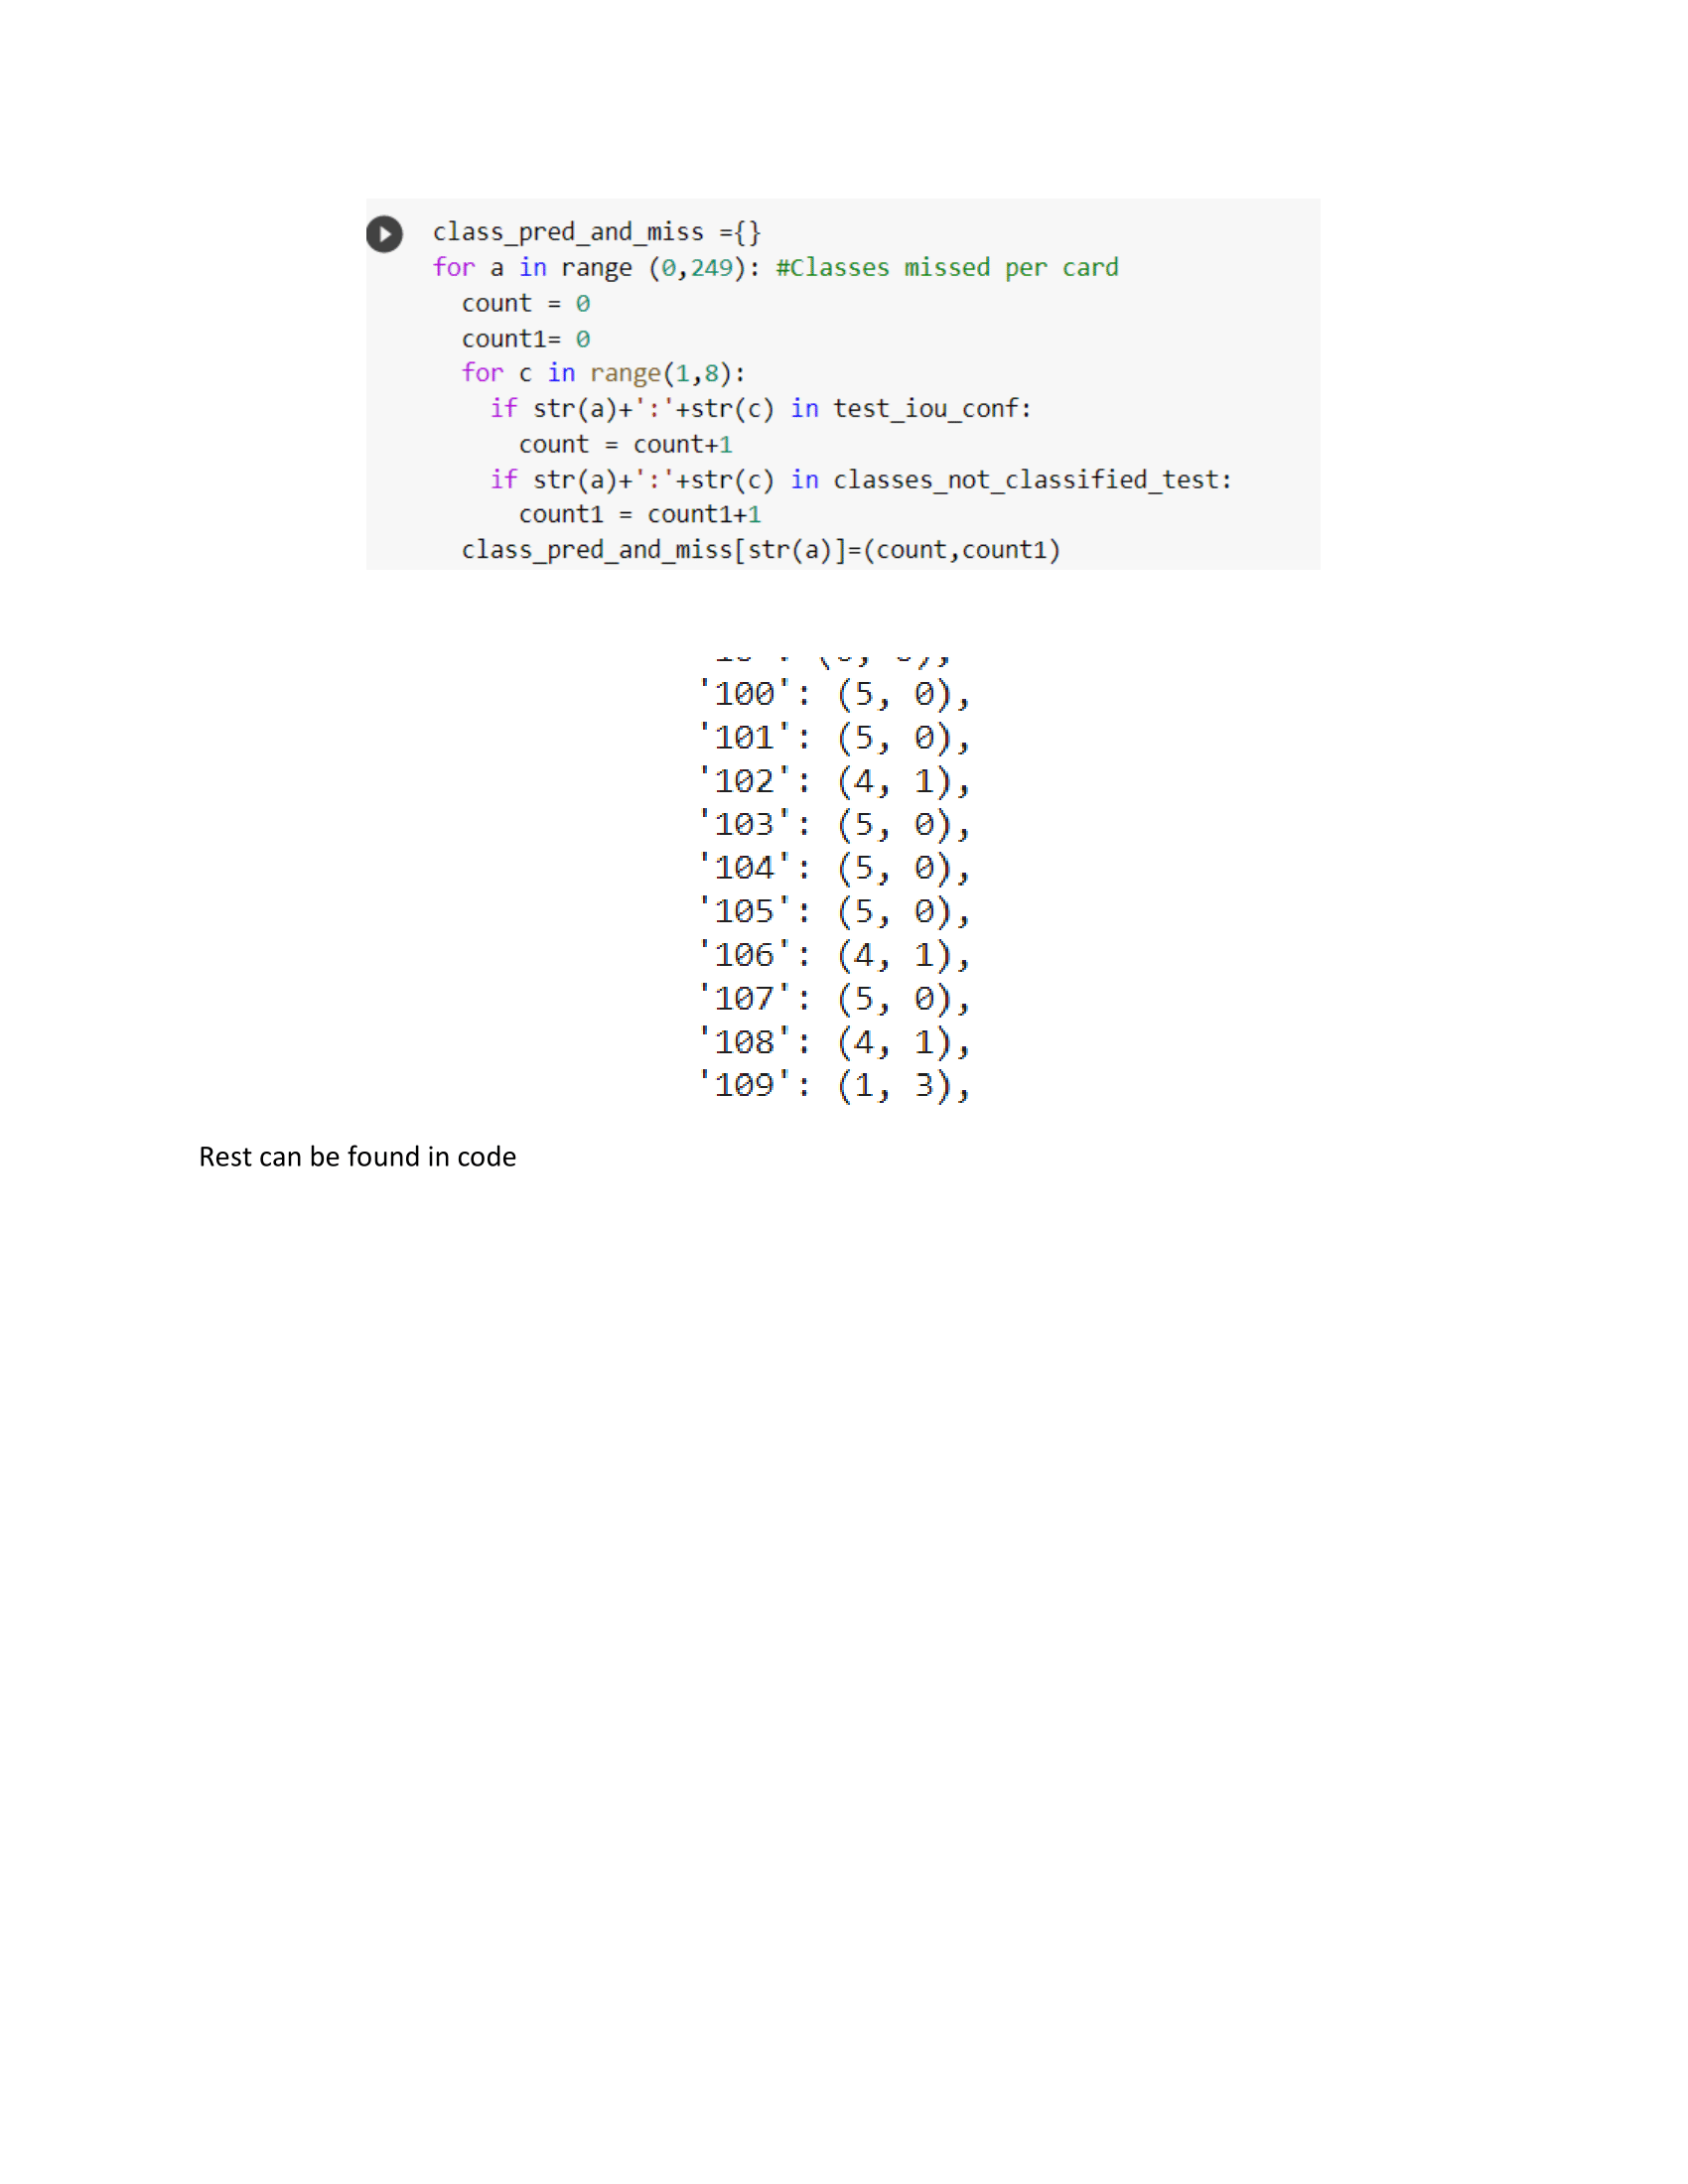 class_pred_and_miss ={}
for a in range (0,249): #Classes missed per card
  count = 0
  count1= 0
  for c in range(1,8):
    if str(a)+':'+str(c) in test_iou_conf:
      count = count+1
    if str(a)+':'+str(c) in classes_not_classified_test:
      count1 = count1+1
  class_pred_and_miss[str(a)]=(count,count1)
'100': (5, 0),
'101': (5, 0),
'102': (4, 1),
'103': (5, 0),
'104': (5, 0),
'105': (5, 0),
'106': (4, 1),
'107': (5, 0),
'108': (4, 1),
'109': (1, 3),
Rest can be found in code